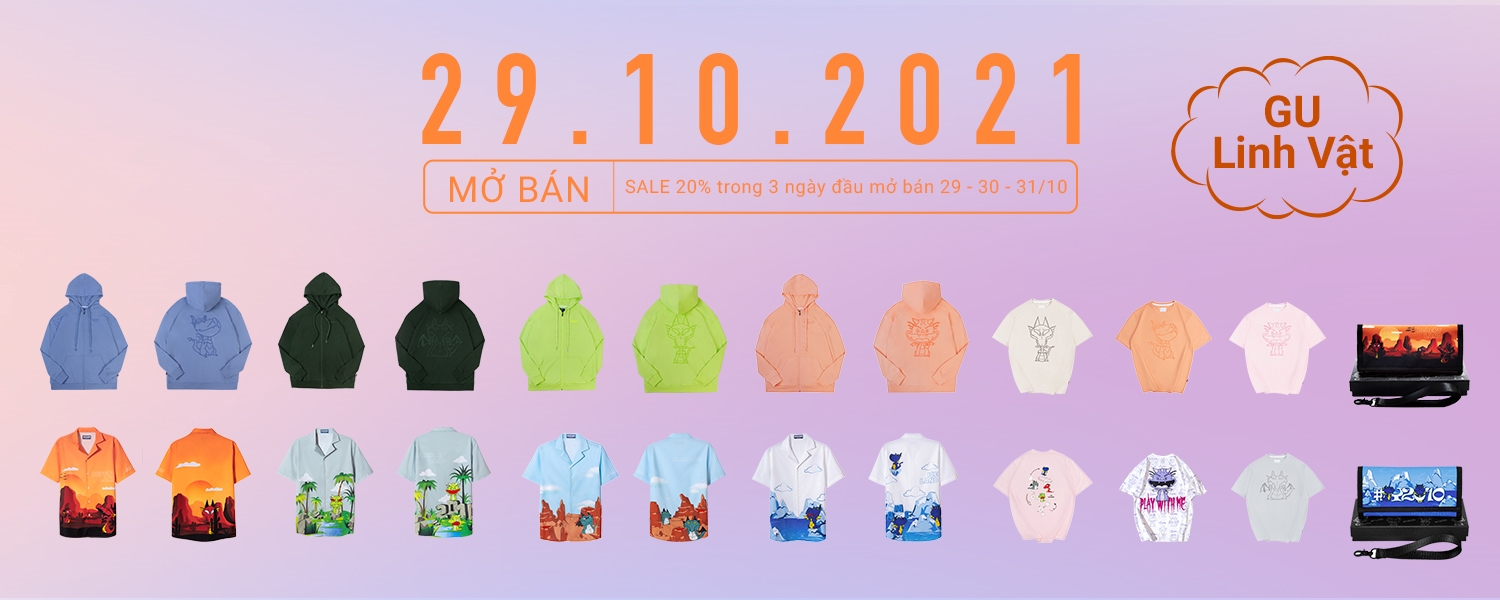 29.10.2021
MỞ BÁN
SALE 20% trong 3 ngày đầu mở bán 29 - 30 - 31/10
GU
Linh Vật
PLAY WITH ME